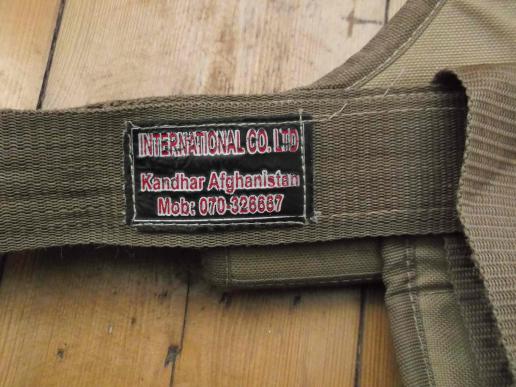 INTERNATIONAL CO. LTD
Kandhar Afghanistan
Mob: 070-326667